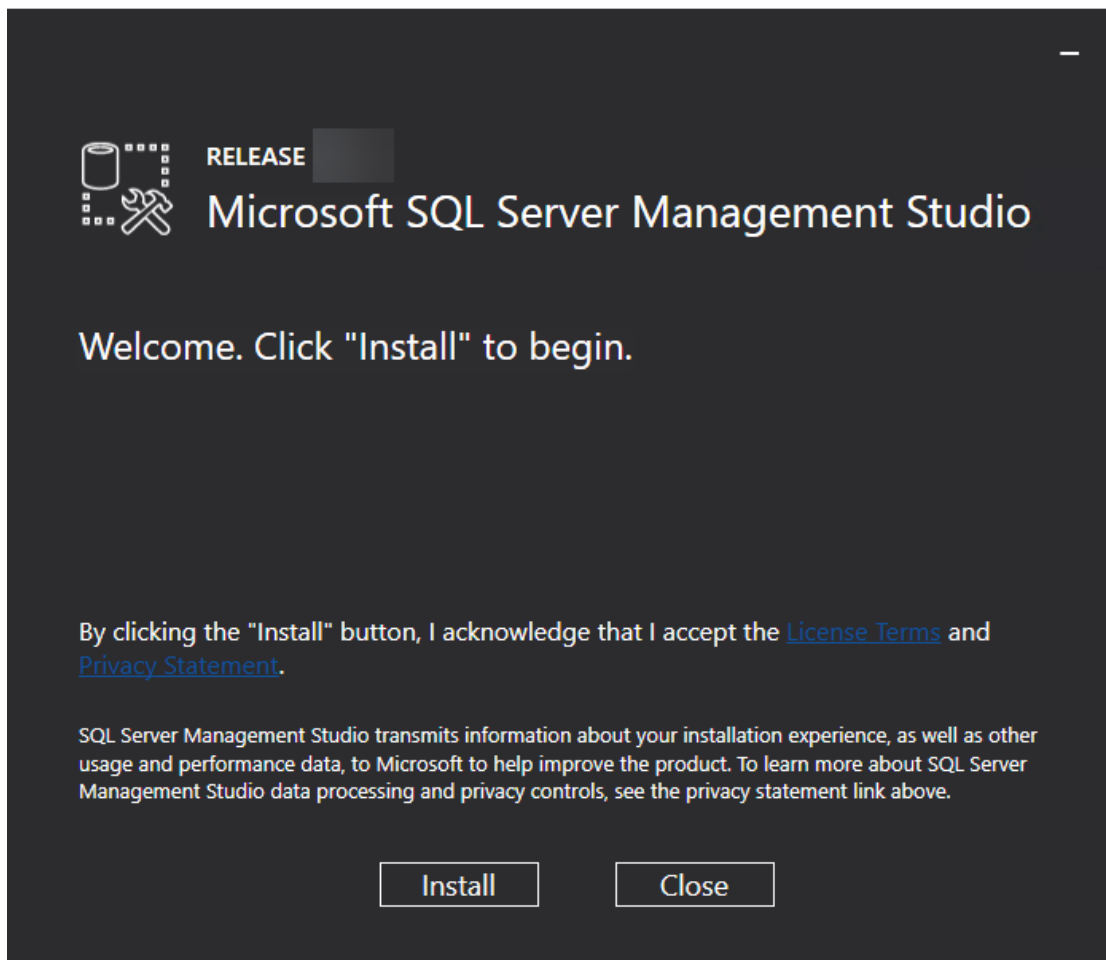 RELEASE
Microsoft SQL Server Management Studio
Welcome. Click "Install" to begin.
By clicking the "Install" button, I acknowledge that I accept the License Terms and
Privacy Statement.
SQL Server Management Studio transmits information about your installation experience, as well as other
usage and performance data, to Microsoft to help improve the product. To learn more about SQL Server
Management Studio data processing and privacy controls, see the privacy statement link above.
Install
Close